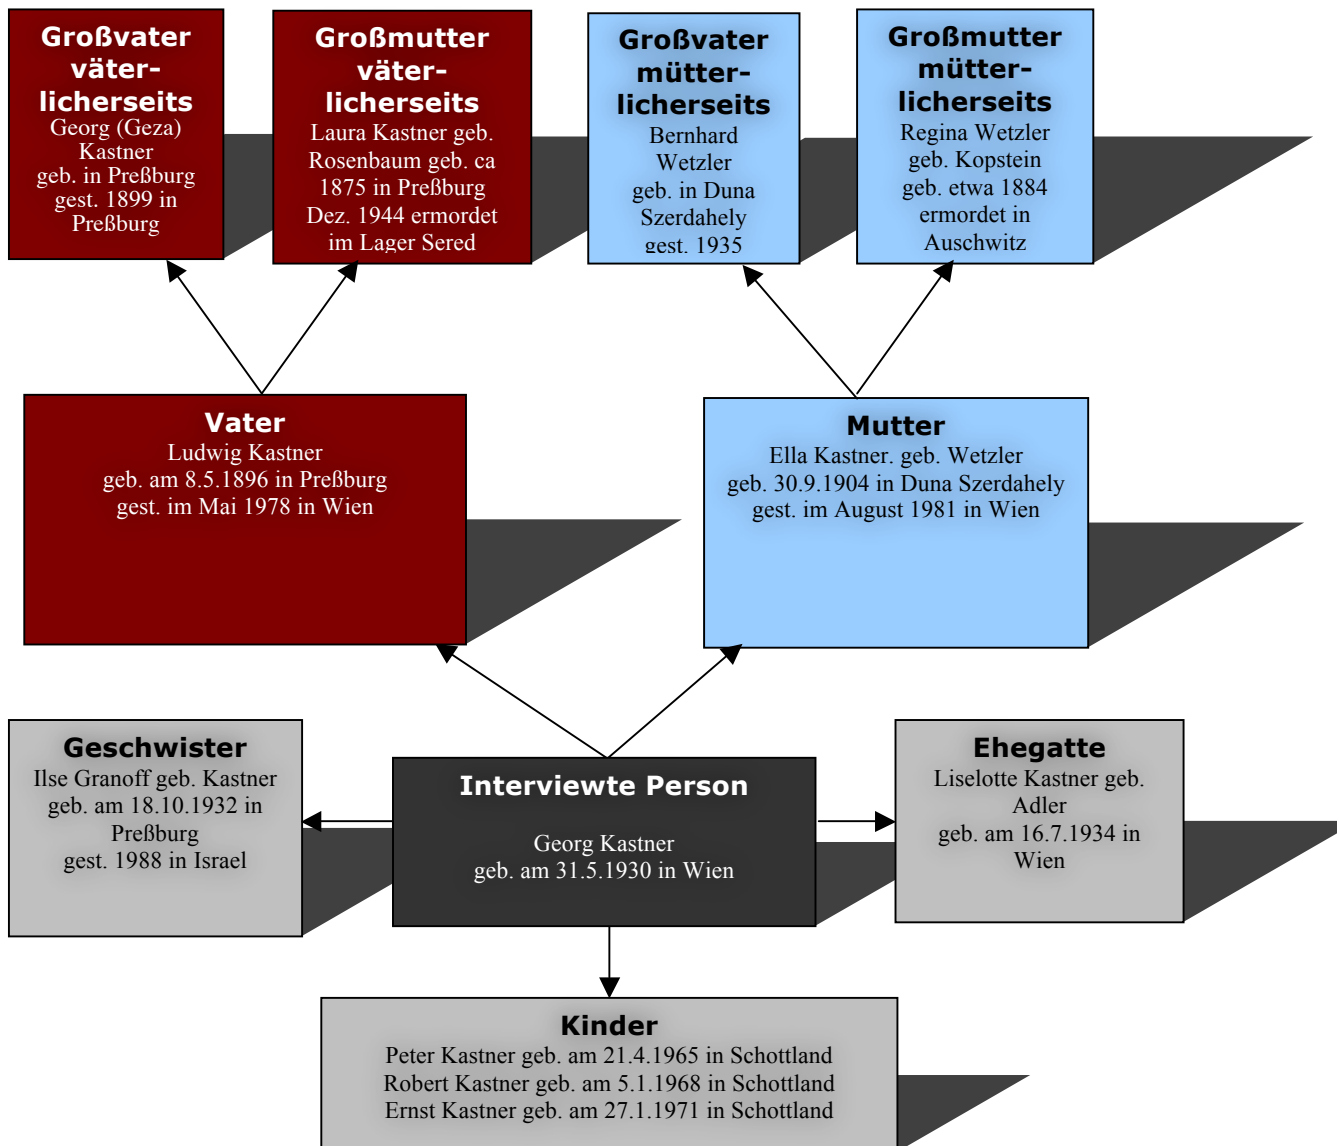 Großvater
väter-
licherseits
Georg (Geza)
Kastner
geb. in Preßburg
gest. 1899 in
Preßburg
Großmutter
väter-
licherseits
Laura Kastner geb.
Rosenbaum geb. ca
1875 in Preßburg
Dez. 1944 ermordet
im Lager Sered
Großvater
mütter-
licherseits
Bernhard
Wetzler
geb. in Duna
Szerdahely
gest. 1935
Großmutter
mütter-
licherseits
Regina Wetzler
geb. Kopstein
geb. etwa 1884
ermordet in
Auschwitz
Vater
Ludwig Kastner
geb. am 8.5.1896 in Preßburg
gest. im Mai 1978 in Wien
Mutter
Ella Kastner. geb. Wetzler
geb. 30.9.1904 in Duna Szerdahely
gest. im August 1981 in Wien
Geschwister
Ilse Granoff geb. Kastner
geb. am 18.10.1932 in
Preßburg
gest. 1988 in Israel
Interviewte Person
Georg Kastner
geb. am 31.5.1930 in Wien
Ehegatte
Liselotte Kastner geb.
Adler
geb. am 16.7.1934 in
Wien
Kinder
Peter Kastner geb. am 21.4.1965 in Schottland
Robert Kastner geb. am 5.1.1968 in Schottland
Ernst Kastner geb. am 27.1.1971 in Schottland